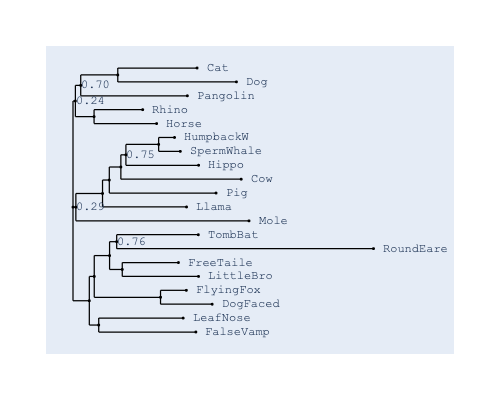 Cat
Dog
0.70
Pangolin
0.24
Rhino
Horse
HumpbackW
SpermWhale
0.75
Hippo
Cow
Pig
Llama
0.29
Mole
TombBat
0.76
RoundEare
FreeTaile
LittleBro
FlyingFox
DogFaced
LeafNose
FalseVamp